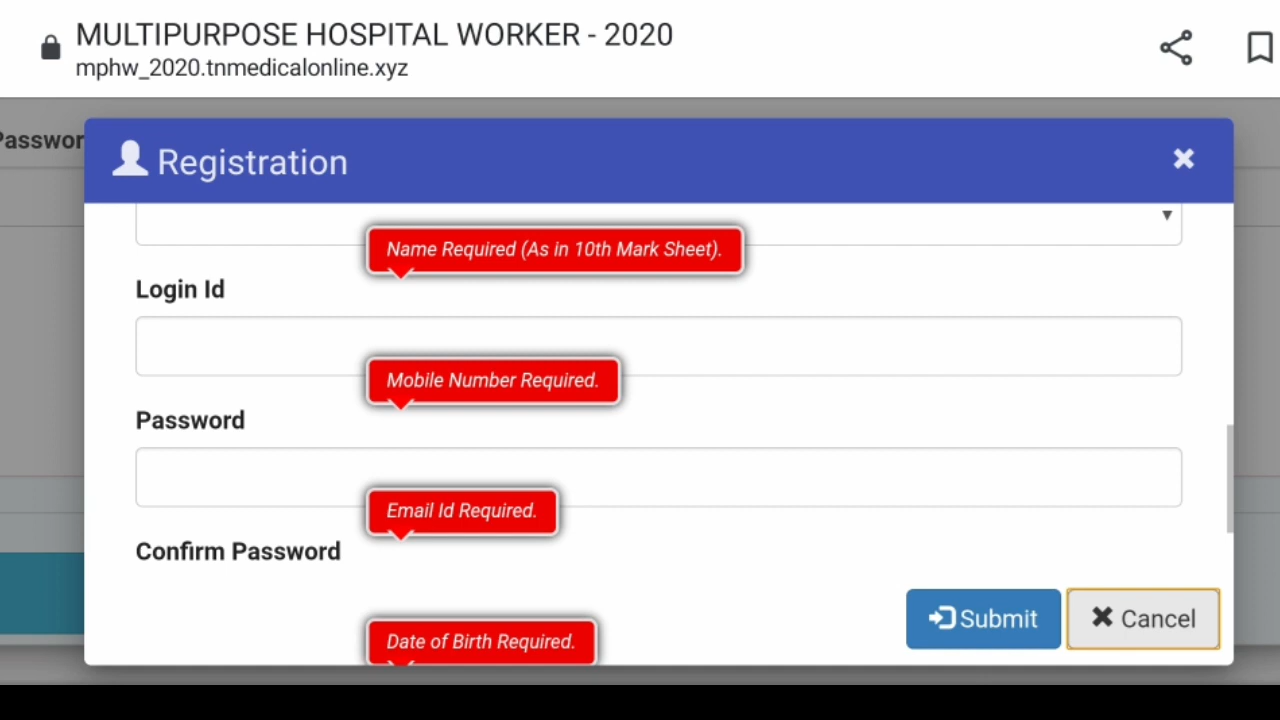 MULTIPURPOSE HOSPITAL WORKER - 2020
mphw_2020.tnmedicalonline.xyz
Passwor
Registration
Name Required (As in 10th Mark Sheet).
Login Id
Mobile Number Required.
Password
Email Id Required.
Confirm Password
Submit
Cancel
Date of Birth Required.